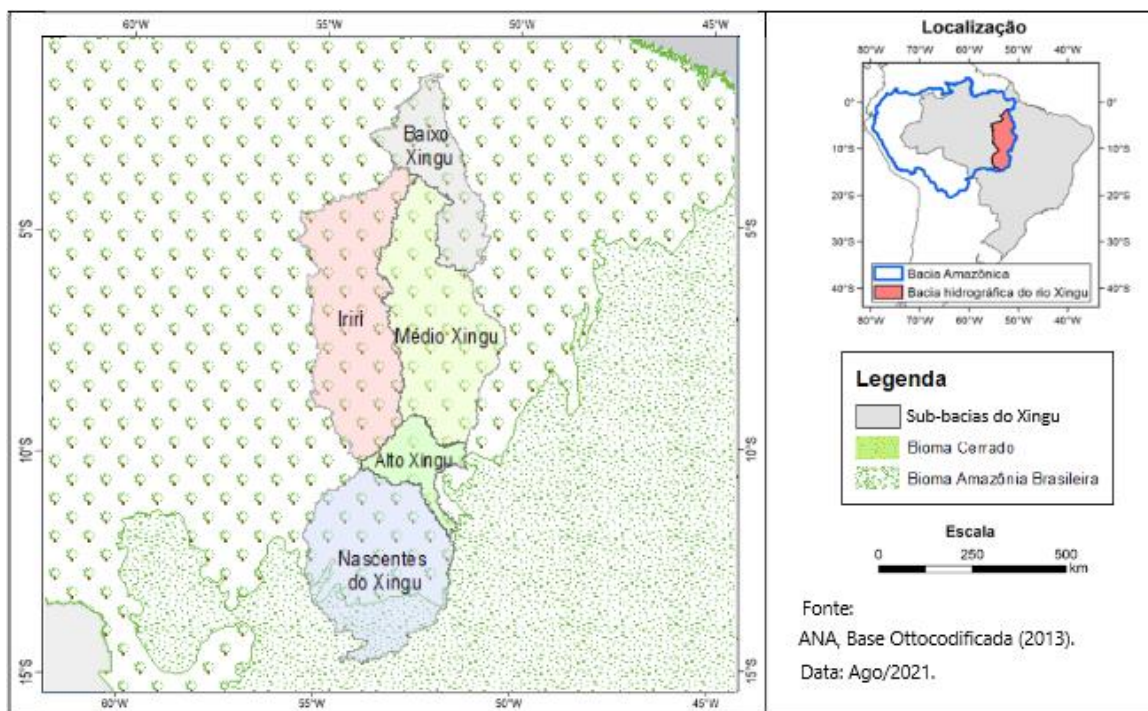 60°W 55°W 50°W 45°W
Baixo
Xingu
5°S 5°S
Iriri
Médio Xingu
10°S 10°S
Alto Xingu
Nascentes
do Xingu
15°S 15°S
60°W 55°W 50°W 45°W
Localização
80°W 70°W 60°W 50°W 40°W
0° 0°
10°S 10°S
20°S 20°S
30°S 30°S
40°S 40°S
Bacia Amazônica
Bacia hidrográfica do rio Xingu
80°W 70°W 60°W 50°W 40°W
Legenda
Sub-bacias do Xingu
Bioma Cerrado
Bioma Amazônia Brasileira
Escala
0 250 500
km
Fonte:
ANA, Base Ottocodificada (2013).
Data: Ago/2021.